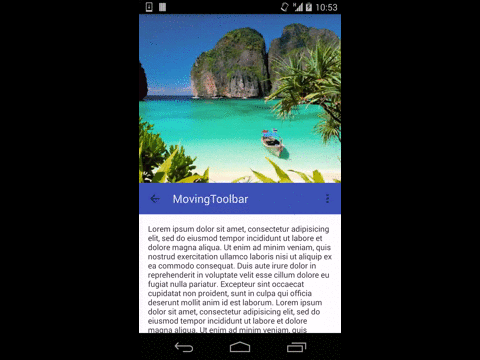 10:53
MovingToolbar
Lorem ipsum dolor sit amet, consectetur adipisicing
elit, sed do eiusmod tempor incididunt ut labore et
dolore magna aliqua. Ut enim ad minim veniam, quis
nostrud exercitation ullamco laboris nisi ut aliquip ex
ea commodo consequat. Duis aute irure dolor in
reprehenderit in voluptate velit esse cillum dolore eu
fugiat nulla pariatur. Excepteur sint occaecat
cupidatat non proident, sunt in culpa qui officia
deserunt mollit anim id est laborum. Lorem ipsum
dolor sit amet, consectetur adipisicing elit, sed do
eiusmod tempor incididunt ut labore et dolore
magna aliqua. Ut enim ad minim veniam, quis